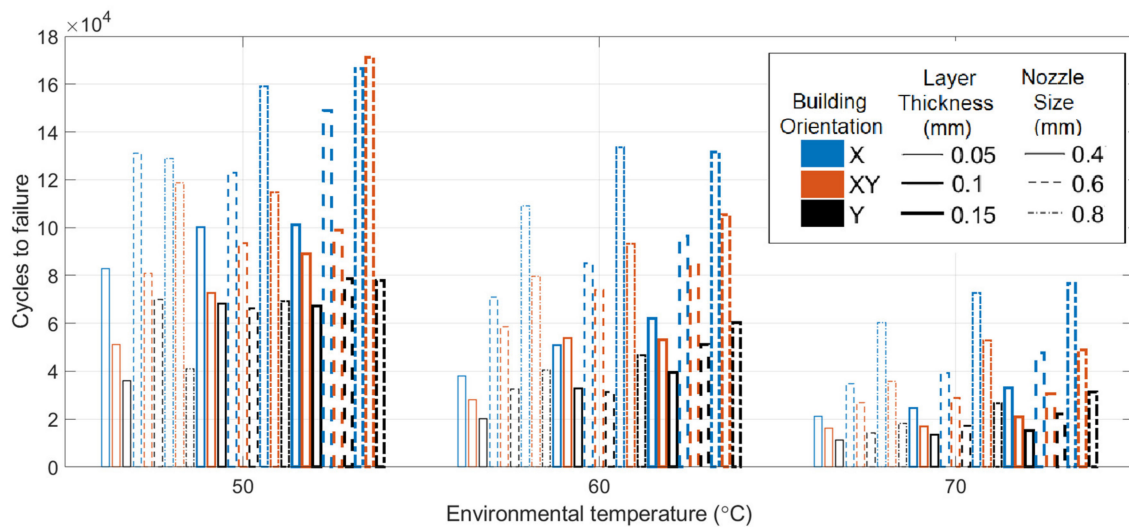 ×10⁴
18
16
14
12
10
8
6
4
2
0
Cycles to failure
50
60
70
Environmental temperature (°C)
Building Orientation
X
XY
Y
Layer Thickness (mm)
0.05
0.1
0.15
Nozzle Size (mm)
0.4
0.6
0.8